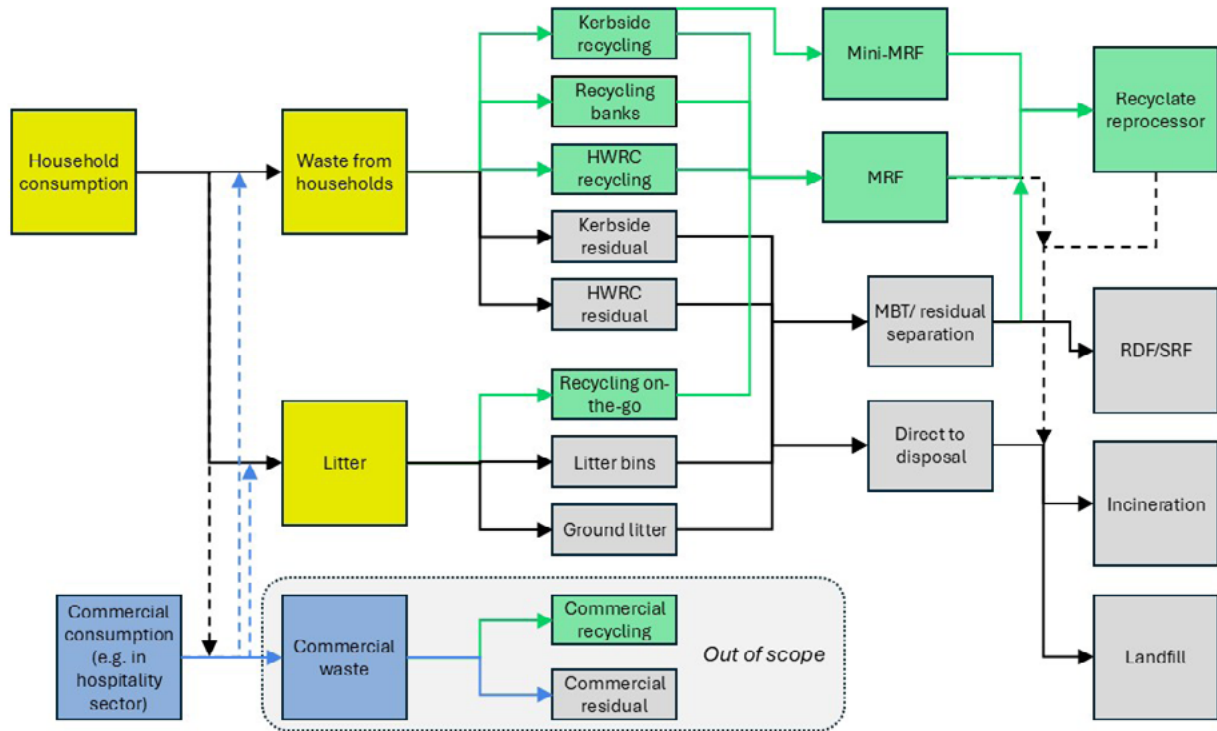 Household
consumption
Waste from
households
Litter
Commercial
consumption
(e.g. in
hospitality
sector)
Commercial
waste
Kerbside
recycling
Recycling
banks
HWRC
recycling
Kerbside
residual
HWRC
residual
Recycling on-
the-go
Litter bins
Ground litter
Commercial
recycling
Commercial
residual
Out of scope
Mini-MRF
MRF
MBT/ residual
separation
Direct to
disposal
Recyclate
reprocessor
RDF/SRF
Incineration
Landfill